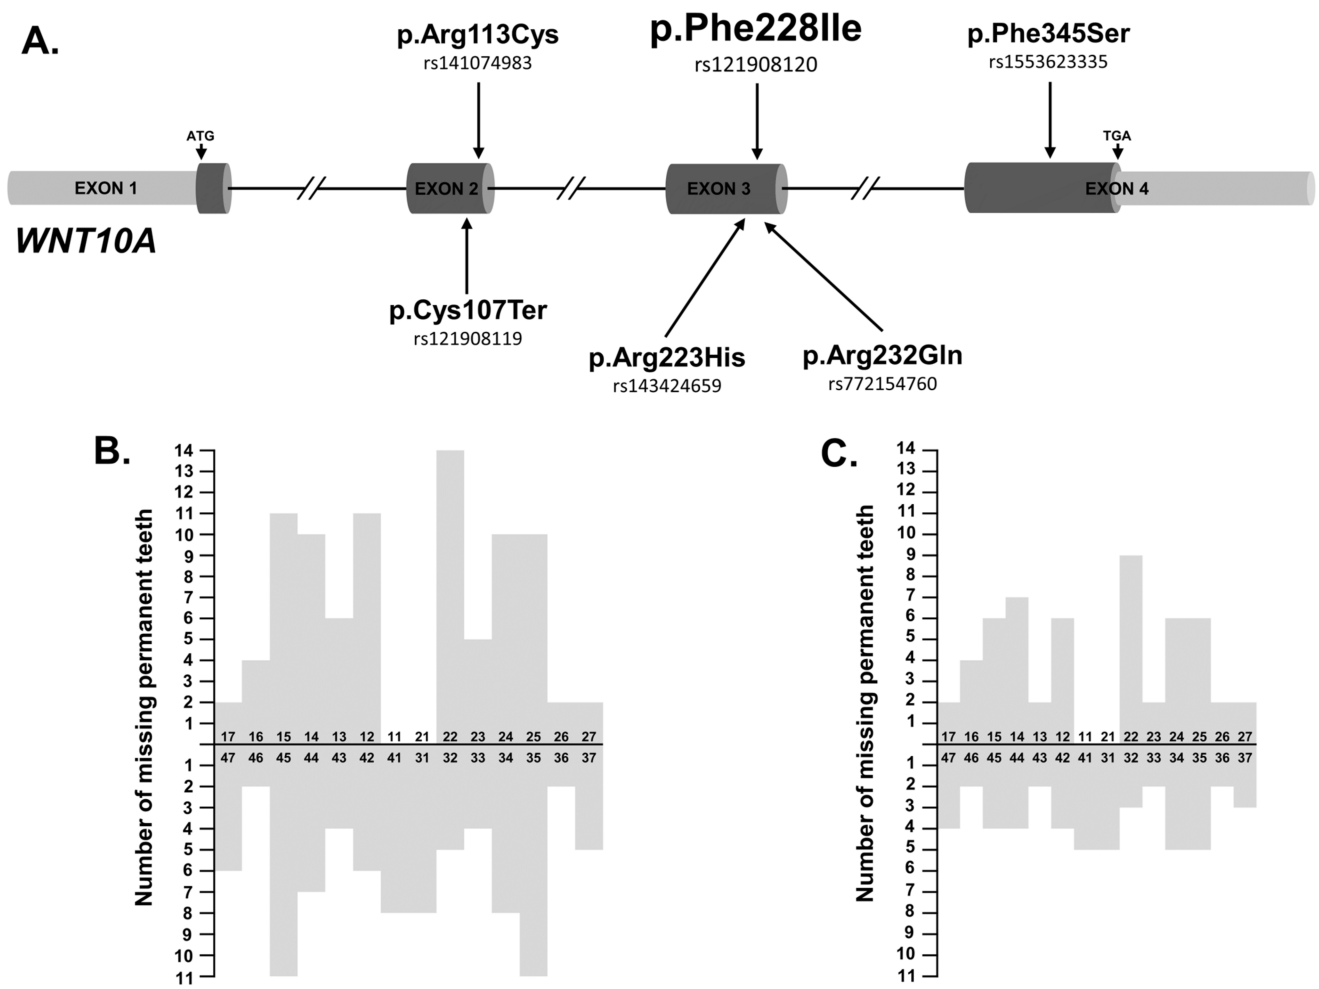 A.
p.Arg113Cys
rs141074983
p.Phe228Ile
rs121908120
p.Phe345Ser
rs1553623335
ATG
TGA
EXON 1
EXON 2
EXON 3
EXON 4
WNT10A
p.Cys107Ter
rs121908119
p.Arg223His
rs143424659
p.Arg232Gln
rs772154760
B.
Number of missing permanent teeth
14
13
12
11
10
9
8
7
6
5
4
3
2
1
17 16 15 14 13 12 11 21 22 23 24 25 26 27
47 46 45 44 43 42 41 31 32 33 34 35 36 37
1
2
3
4
5
6
7
8
9
10
11
C.
Number of missing permanent teeth
14
13
12
11
10
9
8
7
6
5
4
3
2
1
17 16 15 14 13 12 11 21 22 23 24 25 26 27
47 46 45 44 43 42 41 31 32 33 34 35 36 37
1
2
3
4
5
6
7
8
9
10
11